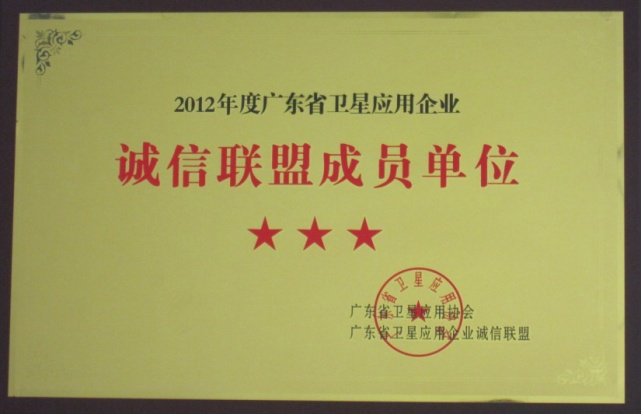 2012年度广东省卫星应用企业
诚信联盟成员单位
★★★
广东省卫星应用协会
广东省卫星应用企业诚信联盟